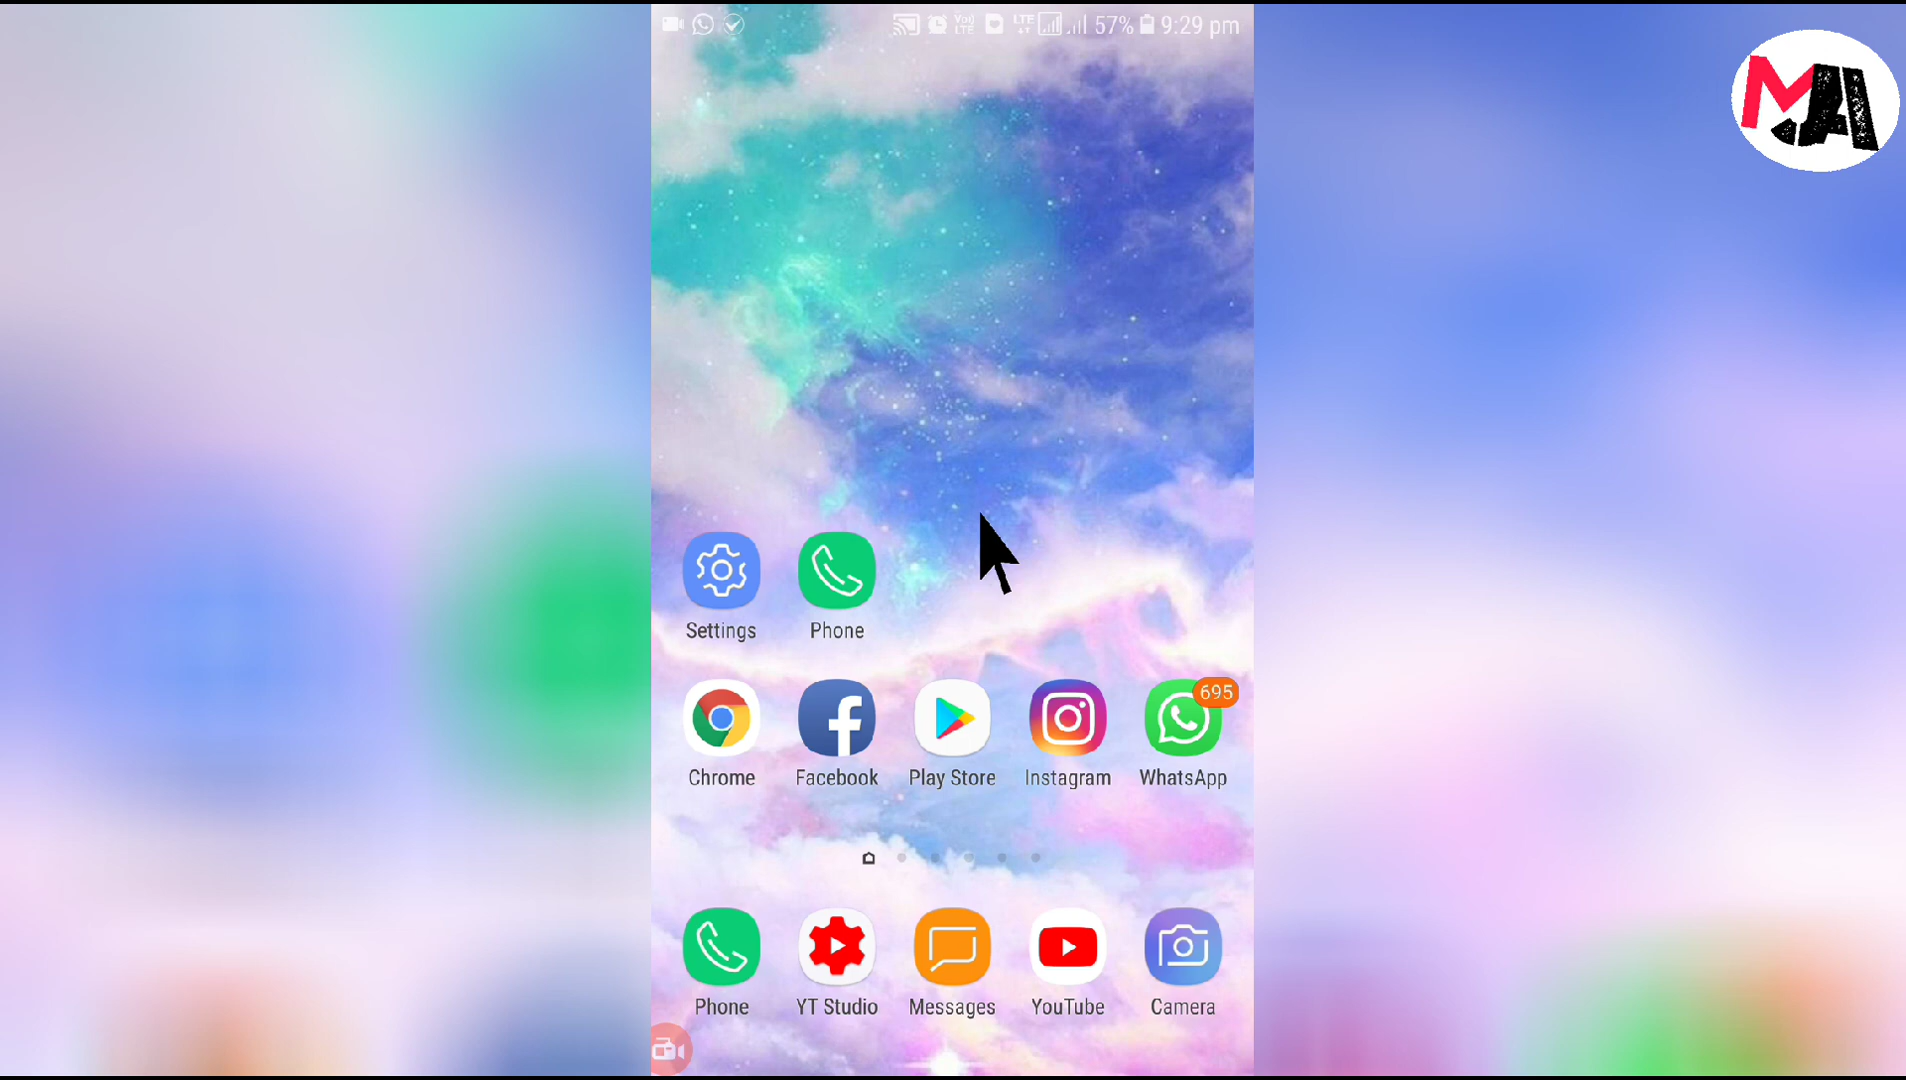 57% 9:29 pm
MA
Settings Phone
695
Chrome Facebook Play Store Instagram WhatsApp
Phone YT Studio Messages YouTube Camera